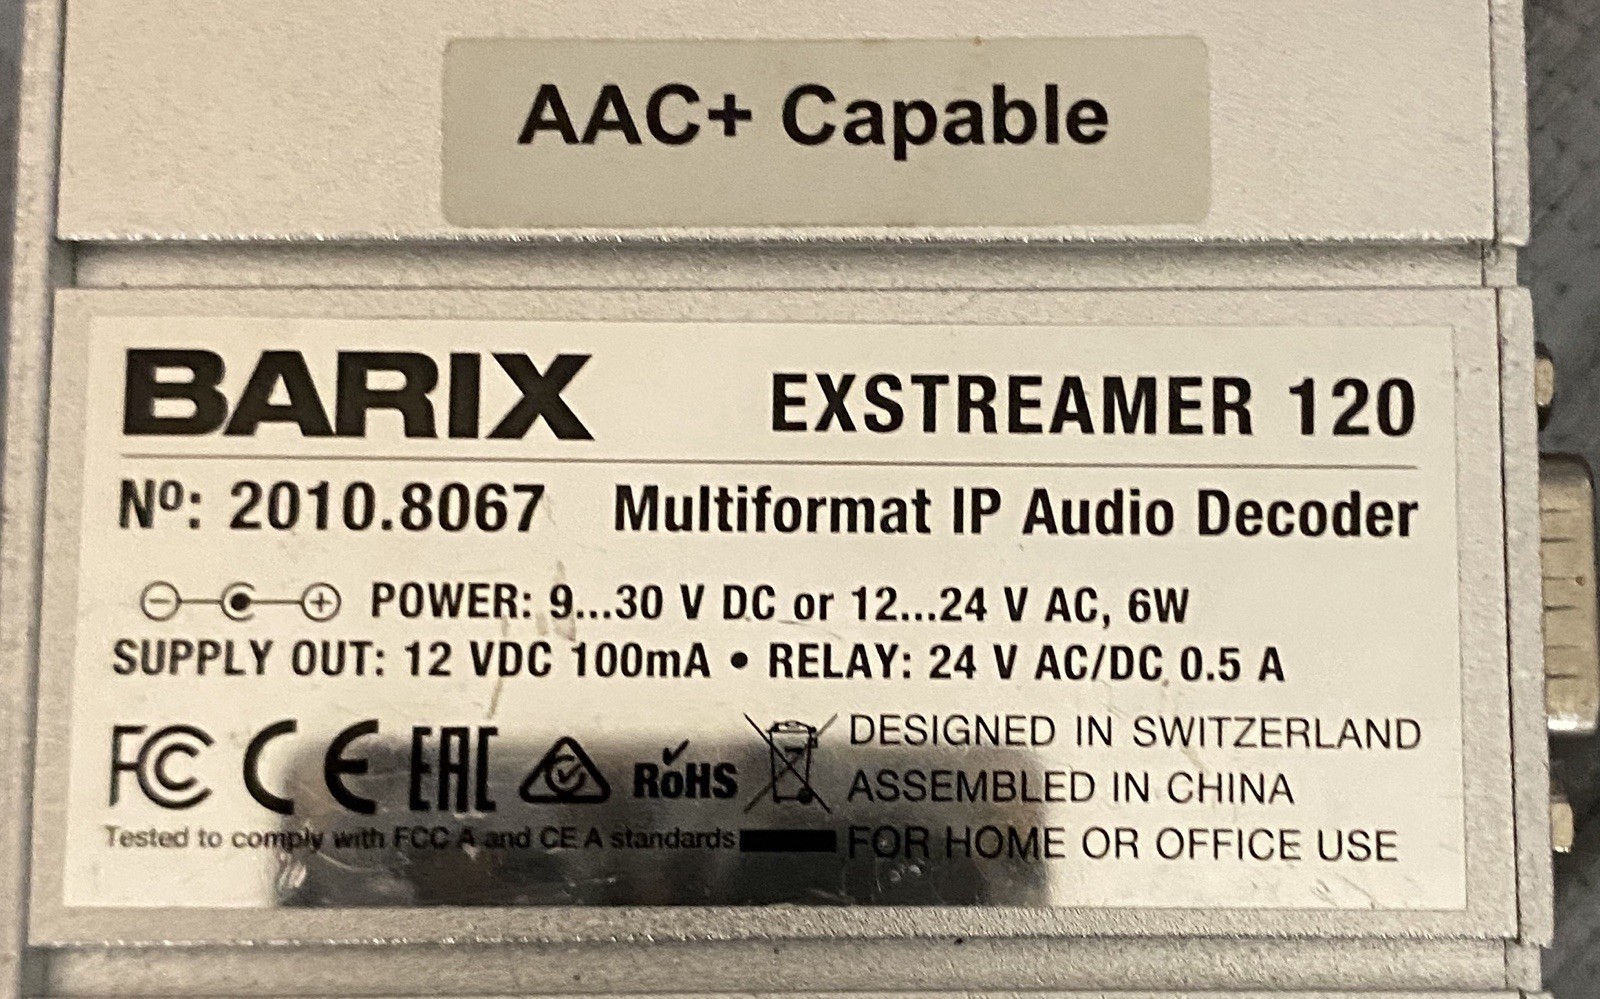 AAC+ Capable
BARIX EXSTREAMER 120
Nº: 2010.8067 Multiformat IP Audio Decoder
POWER: 9...30 V DC or 12...24 V AC, 6W
SUPPLY OUT: 12 VDC 100mA • RELAY: 24 V AC/DC 0.5 A
FC CE EAC RoHS DESIGNED IN SWITZERLAND
ASSEMBLED IN CHINA
Tested to comply with FCC A and CE A standards FOR HOME OR OFFICE USE